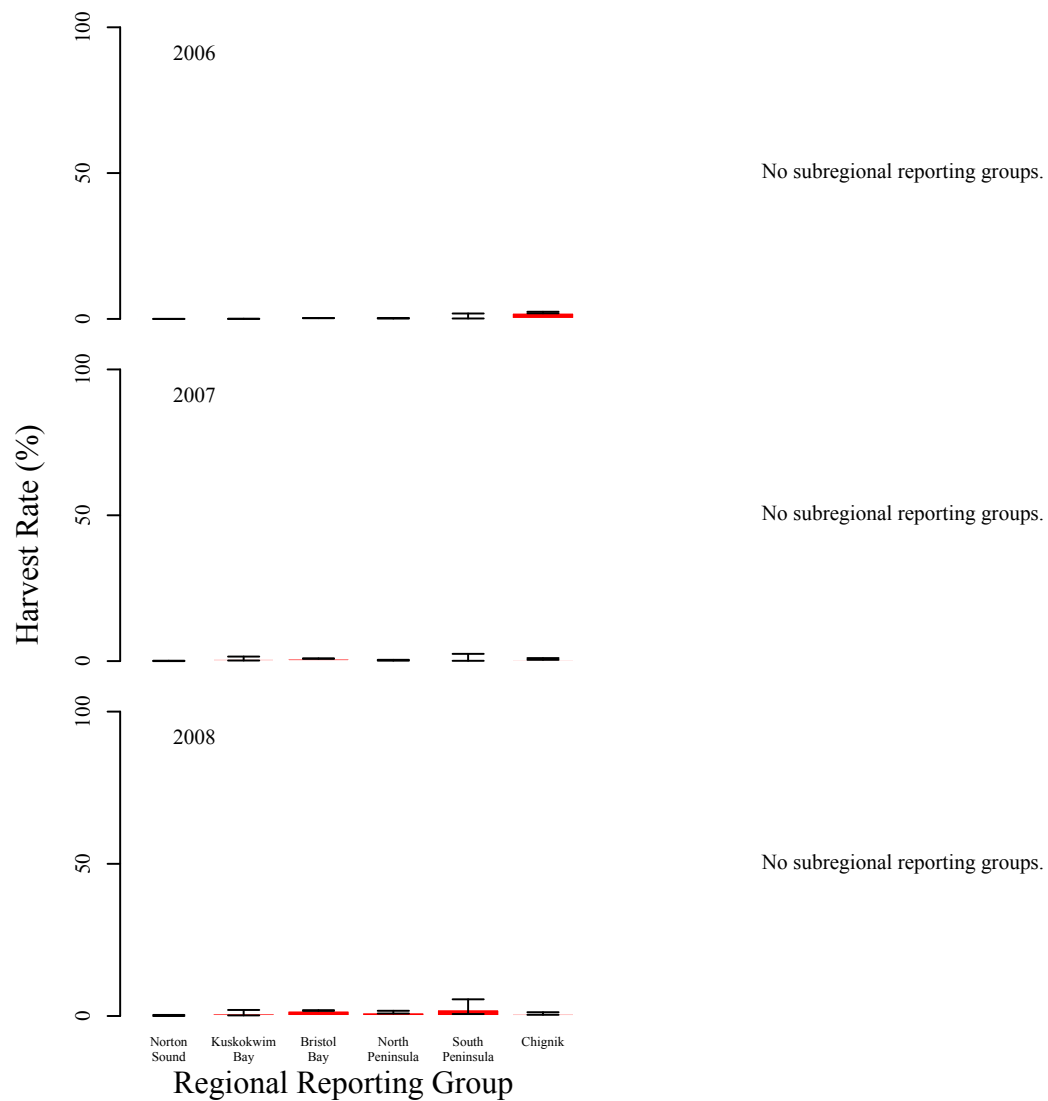 Harvest Rate (%)
100
2006
50
No subregional reporting groups.
0
100
2007
50
No subregional reporting groups.
0
100
2008
50
No subregional reporting groups.
0
Norton
Sound
Kuskokwim
Bay
Bristol
Bay
North
Peninsula
South
Peninsula
Chignik
Regional Reporting Group